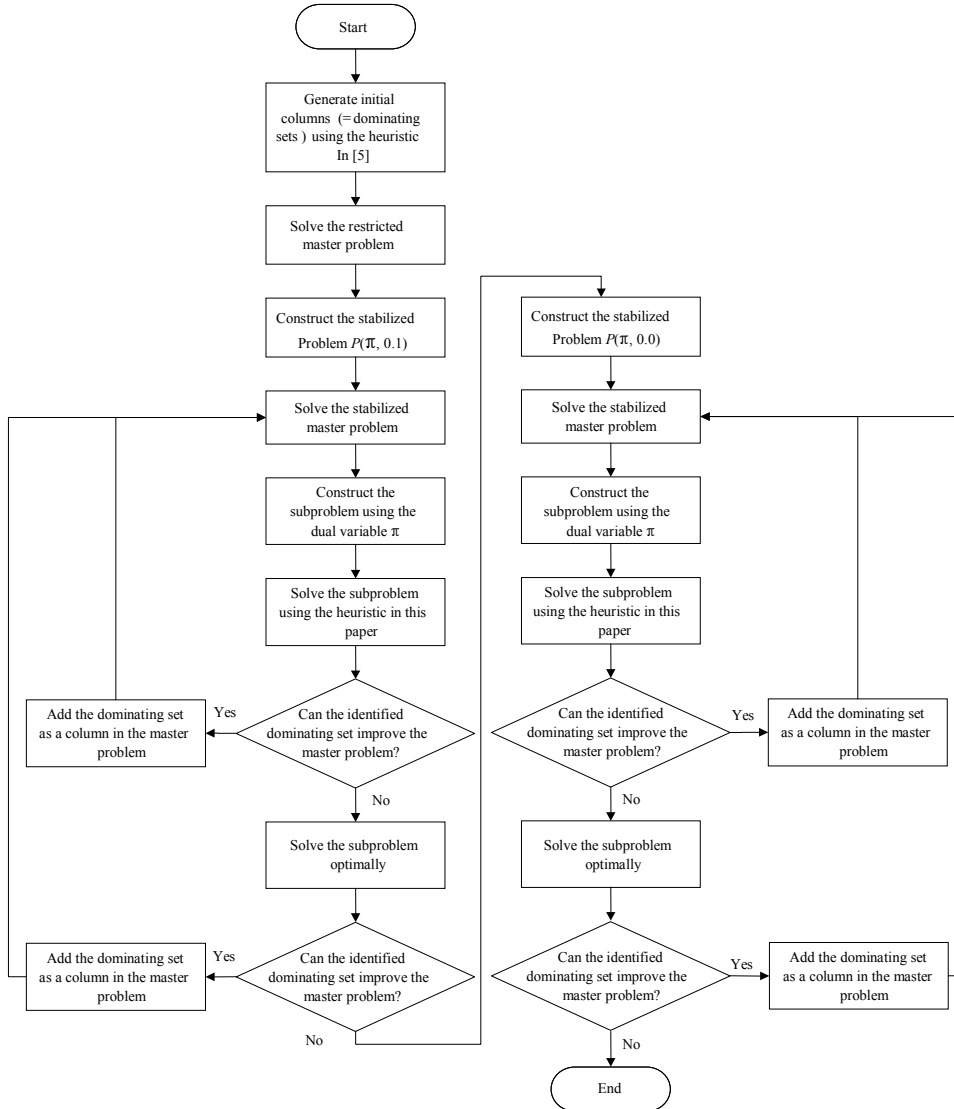 Start
Generate initial
columns (= dominating
sets ) using the heuristic
In [5]
Solve the restricted
master problem
Construct the stabilized
Problem P(π, 0.1)
Solve the stabilized
master problem
Construct the
subproblem using the
dual variable π
Solve the subproblem
using the heuristic in this
paper
Can the identified
dominating set improve the
master problem?
Yes
Add the dominating set
as a column in the master
problem
No
Solve the subproblem
optimally
Can the identified
dominating set improve the
master problem?
Yes
Add the dominating set
as a column in the master
problem
No
Construct the stabilized
Problem P(π, 0.0)
Solve the stabilized
master problem
Construct the
subproblem using the
dual variable π
Solve the subproblem
using the heuristic in this
paper
Can the identified
dominating set improve the
master problem?
Yes
Add the dominating set
as a column in the master
problem
No
Solve the subproblem
optimally
Can the identified
dominating set improve the
master problem?
Yes
Add the dominating set
as a column in the master
problem
No
End